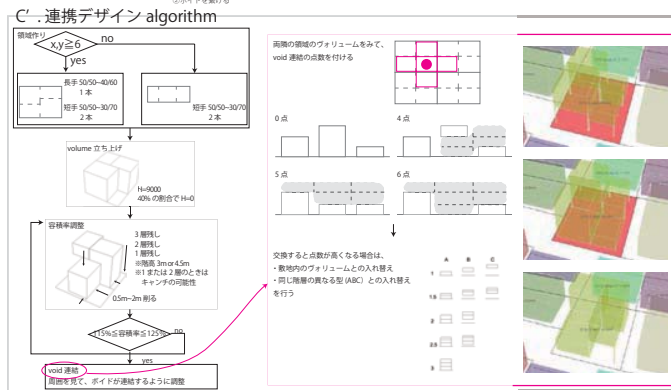 ②ボイドを繋げる
C'. 連携デザイン algorithm
領域作り
x,y≧6
no
yes
長手 50/50~40/60
1 本
短手 50/50~30/70
2 本
短手 50/50~30/70
2 本
volume 立ち上げ
H=9000
40% の割合で H=0
容積率調整
3 層残し
2 層残し
1 層残し
※階高 3m or 4.5m
※1 または 2 層のときは
キャンチの可能性
0.5m~2m 削る
115%≦容積率≦125%
no
yes
void 連結
周囲を見て、ボイドが連結するように調整
両隣の領域のヴォリュームをみて、
void 連結の点数を付ける
0 点
4 点
5 点
6 点
交換すると点数が高くなる場合は、
・敷地内のヴォリュームとの入れ替え
・同じ階層の異なる型 (ABC) との入れ替え
を行う
A B C
1
1.5
2
2.5
3